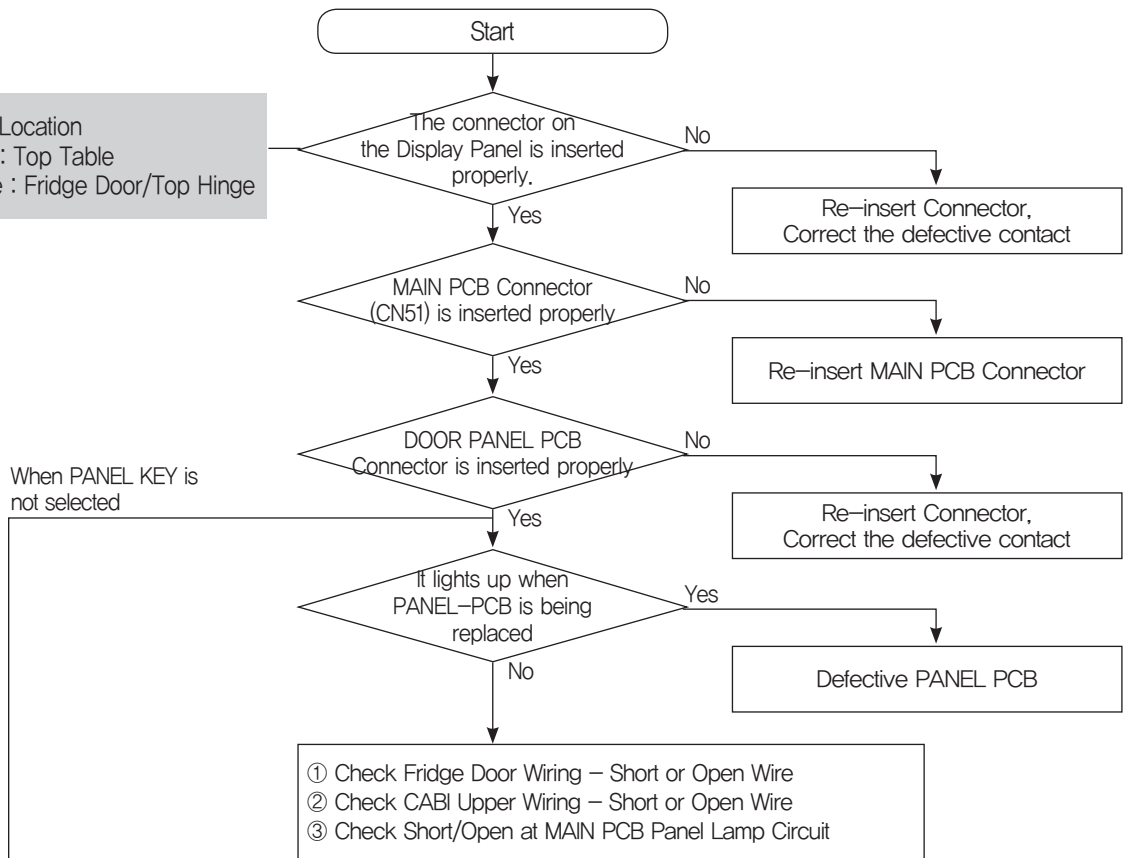 Start
Location
: Top Table
: Fridge Door/Top Hinge
The connector on
the Display Panel is inserted
properly.
No
Re-insert Connector,
Correct the defective contact
Yes
MAIN PCB Connector
(CN51) is inserted properly
No
Re-insert MAIN PCB Connector
Yes
DOOR PANEL PCB
Connector is inserted properly
No
Re-insert Connector,
Correct the defective contact
When PANEL KEY is
not selected
Yes
It lights up when
PANEL-PCB is being
replaced
Yes
Defective PANEL PCB
No
① Check Fridge Door Wiring - Short or Open Wire
② Check CABI Upper Wiring - Short or Open Wire
③ Check Short/Open at MAIN PCB Panel Lamp Circuit